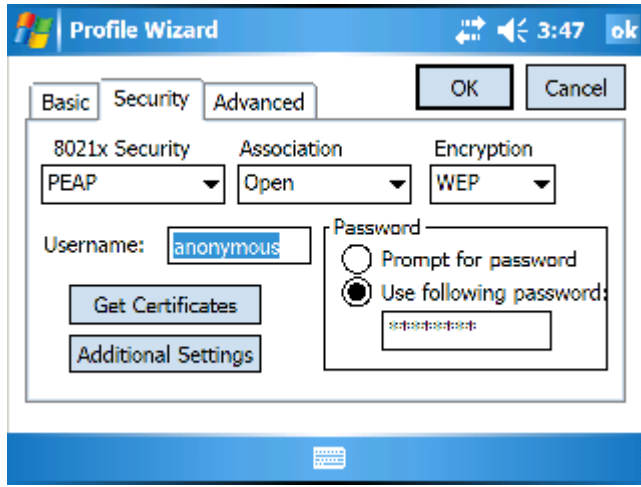 Profile Wizard 3:47 ok
OK Cancel
Basic Security Advanced
8021x Security Association Encryption
PEAP Open WEP
Password
Username: anonymous Prompt for password
Use following password:
Get Certificates ********
Additional Settings